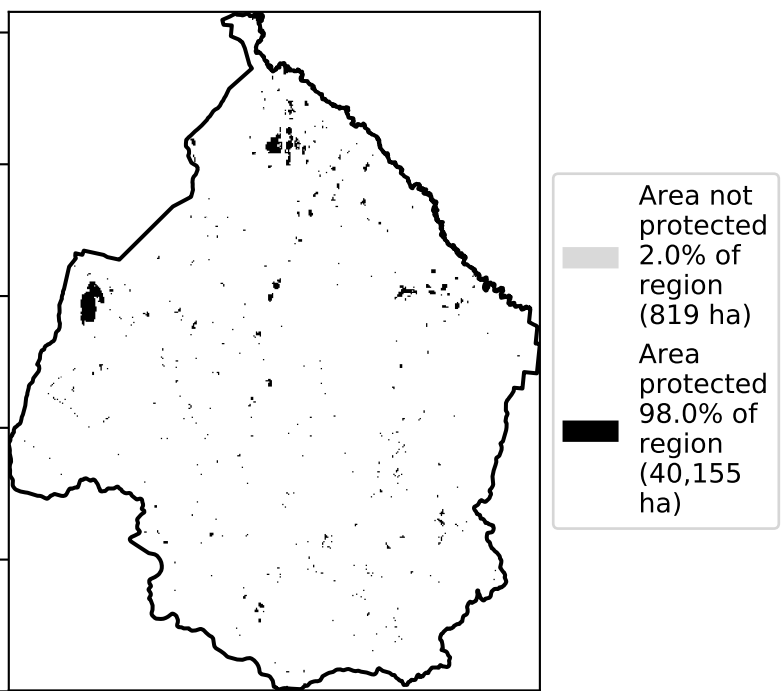 Area not
protected
2.0% of
region
(819 ha)
Area
protected
98.0% of
region
(40,155
ha)